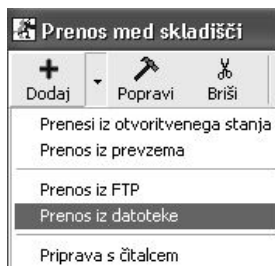 Prenos med skladišči
Dodaj Popravi Briši
Prenesi iz otvoritvenega stanja
Prenos iz prevzema
Prenos iz FTP
Prenos iz datoteke
Priprava s čitalcem